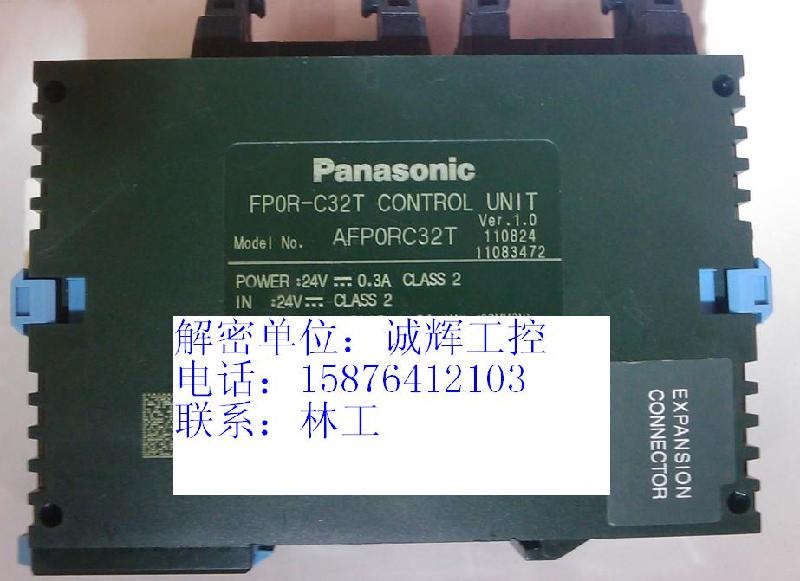 Panasonic
FP0R-C32T CONTROL UNIT
Ver.1.0
Model No. AFP0RC32T 110824
11083472
POWER :24V⎓ 0.3A CLASS 2
IN :24V⎓ CLASS 2
解密单位：诚辉工控
电话：15876412103
联系：林工
EXPANSION
CONNECTOR